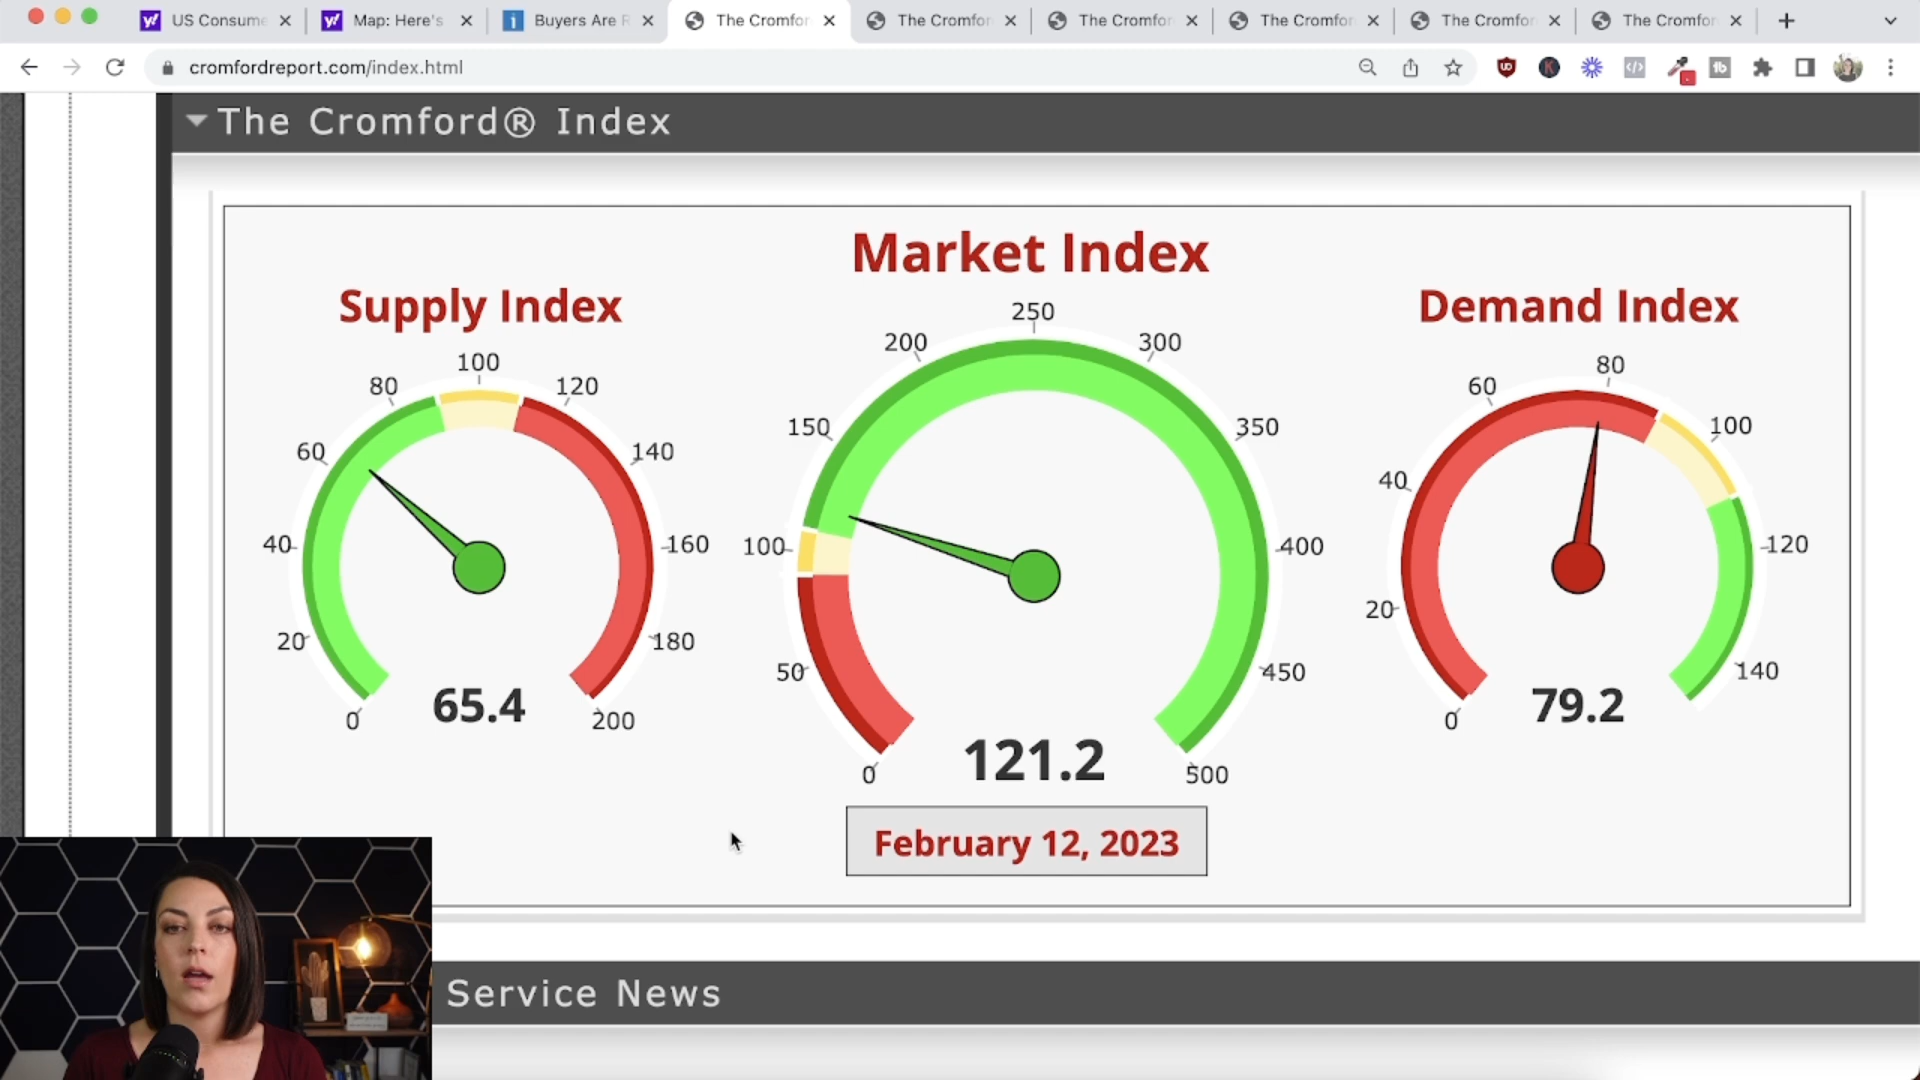 US Consume
Map: Here's
Buyers Are R
The Cromfor
The Cromfor
The Cromfor
The Cromfor
The Cromfor
The Cromfor
cromfordreport.com/index.html
The Cromford® Index
Market Index
Supply Index
Demand Index
0
20
40
60
80
100
120
140
160
180
200
65.4
0
50
100
150
200
250
300
350
400
450
500
121.2
0
20
40
60
80
100
120
140
79.2
February 12, 2023
Service News